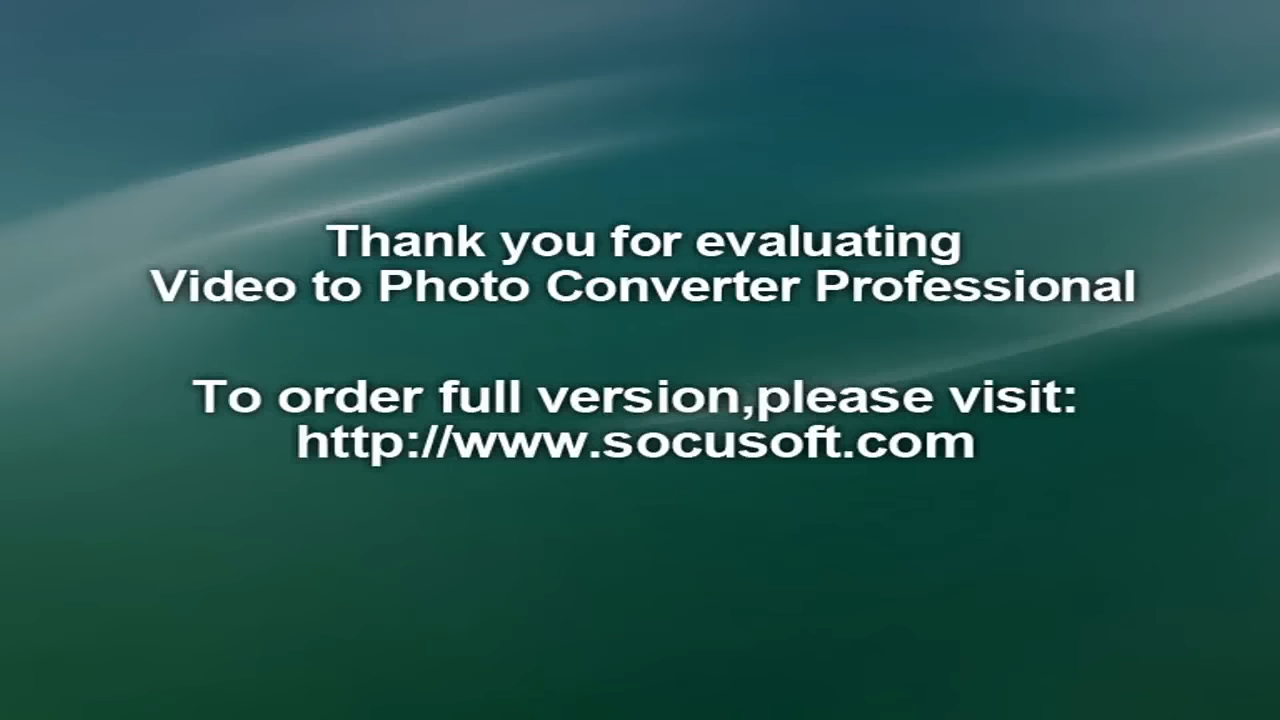 Thank you for evaluating
Video to Photo Converter Professional
To order full version,please visit:
http://www.socusoft.com